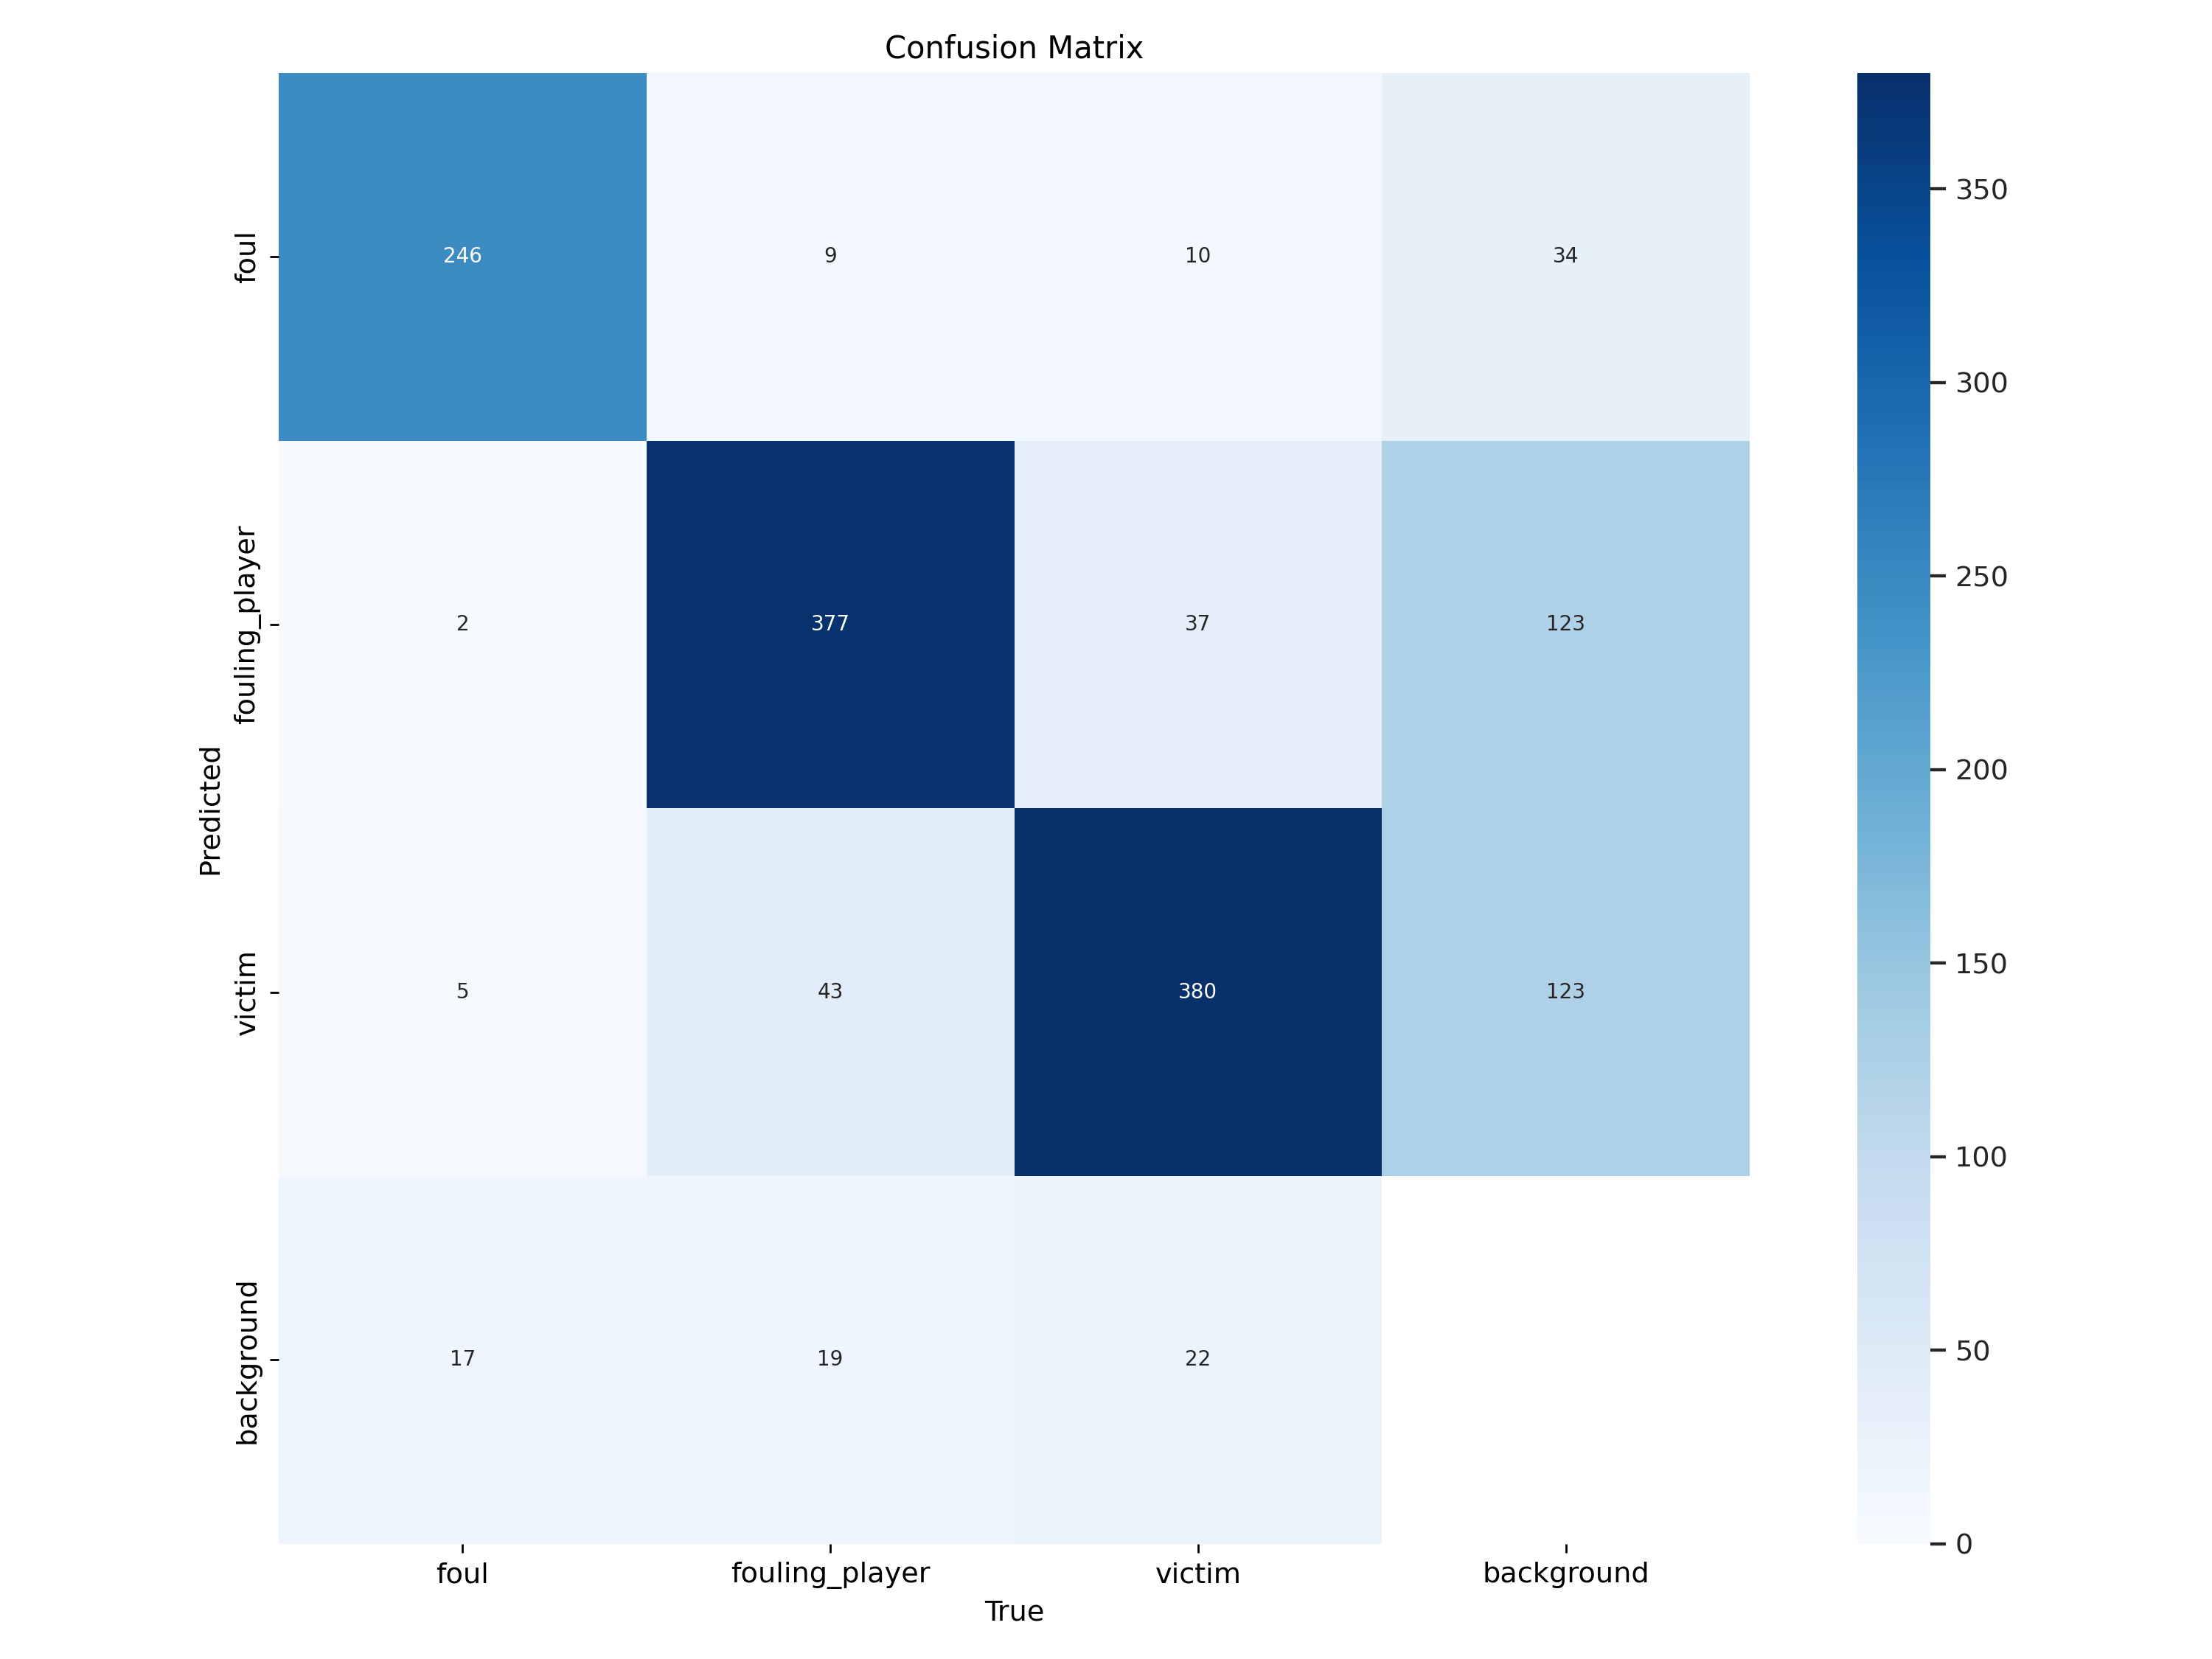 Confusion Matrix
foul
246
9
10
34
fouling_player
2
377
37
123
victim
5
43
380
123
background
17
19
22
Predicted
foul
fouling_player
victim
background
True
350
300
250
200
150
100
50
0